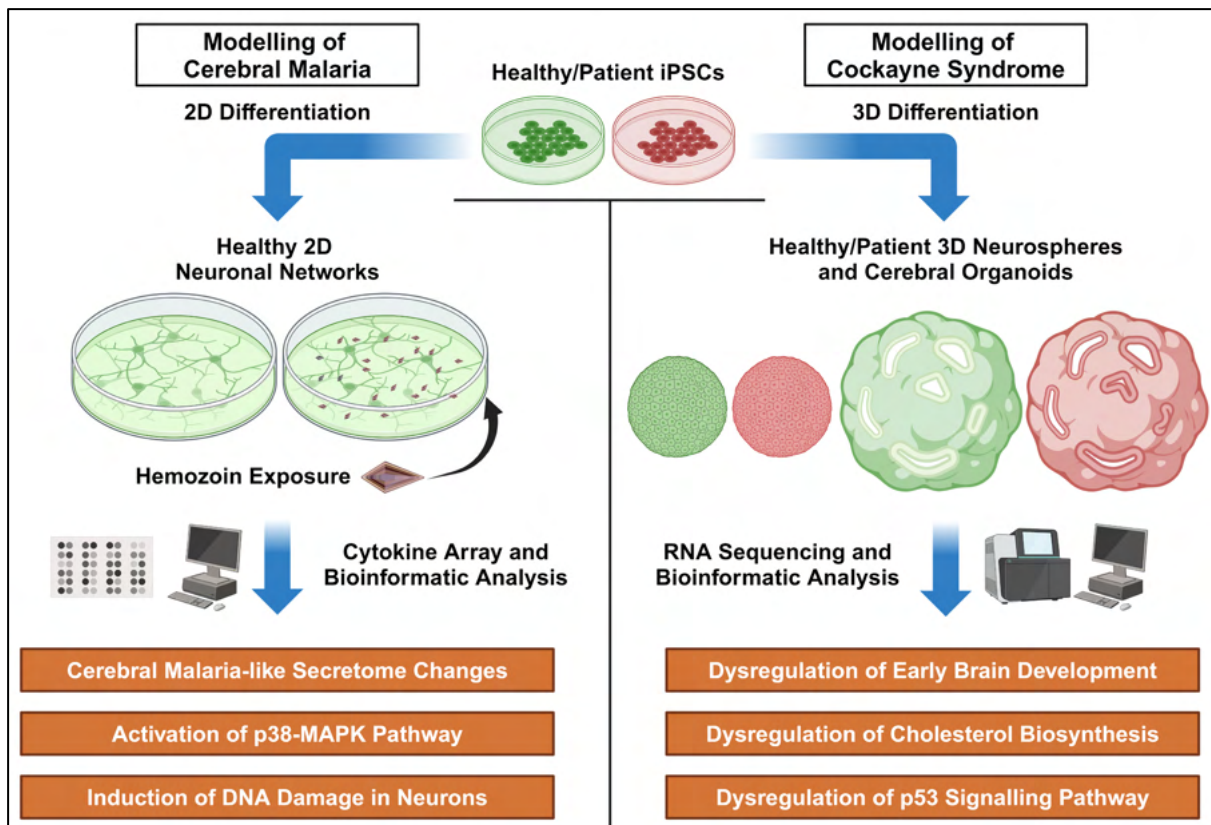 Modelling of
Cerebral Malaria
2D Differentiation
Healthy/Patient iPSCs
Modelling of
Cockayne Syndrome
3D Differentiation
Healthy 2D
Neuronal Networks
Hemozoin Exposure
Cytokine Array and
Bioinformatic Analysis
Cerebral Malaria-like Secretome Changes
Activation of p38-MAPK Pathway
Induction of DNA Damage in Neurons
Healthy/Patient 3D Neurospheres
and Cerebral Organoids
RNA Sequencing and
Bioinformatic Analysis
Dysregulation of Early Brain Development
Dysregulation of Cholesterol Biosynthesis
Dysregulation of p53 Signalling Pathway